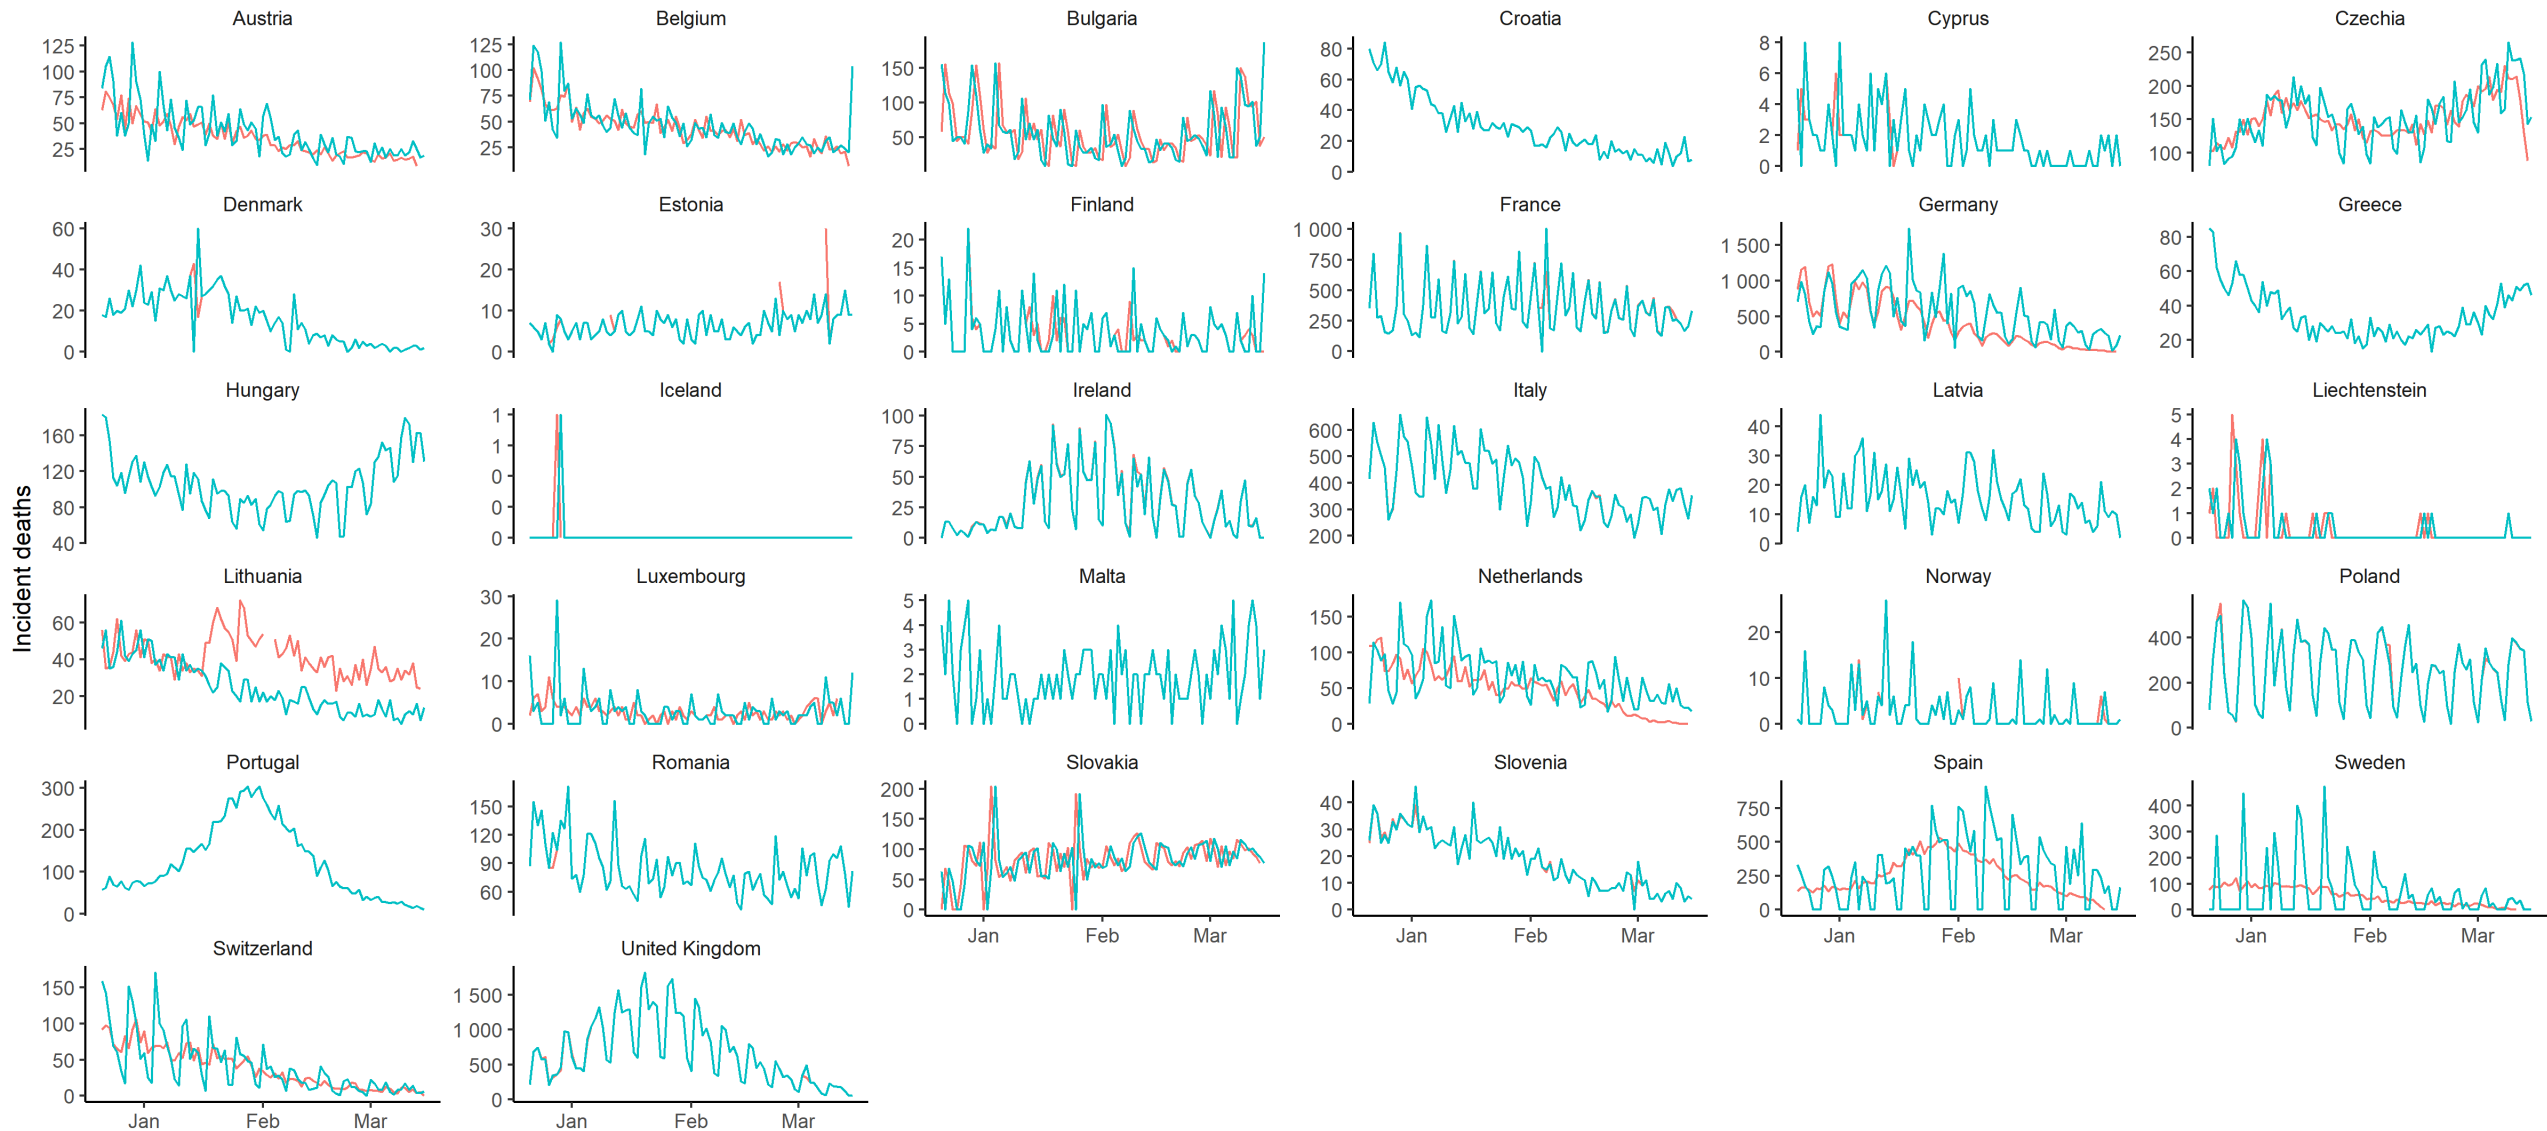 Austria Belgium Bulgaria Croatia Cyprus Czechia
125 100 75 50 25
125 100 75 50 25
150 100 50
80 60 40 20 0
8 6 4 2 0
250 200 150 100
Denmark Estonia Finland France Germany Greece
60 40 20 0
30 20 10 0
20 15 10 5 0
1 000 750 500 250 0
1 500 1 000 500 0
80 60 40 20
Hungary Iceland Ireland Italy Latvia Liechtenstein
160 120 80 40
1 1 0 0 0
100 75 50 25 0
600 500 400 300 200
40 30 20 10 0
5 4 3 2 1 0
Incident deaths
Lithuania Luxembourg Malta Netherlands Norway Poland
60 40 20
30 20 10 0
5 4 3 2 1 0
150 100 50 0
20 10 0
400 200 0
Portugal Romania Slovakia Slovenia Spain Sweden
300 200 100 0
150 120 90 60
200 150 100 50 0
40 30 20 10 0
750 500 250 0
400 300 200 100 0
Jan Feb Mar Jan Feb Mar Jan Feb Mar Jan Feb Mar
Switzerland United Kingdom
150 100 50 0
1 500 1 000 500 0
Jan Feb Mar Jan Feb Mar